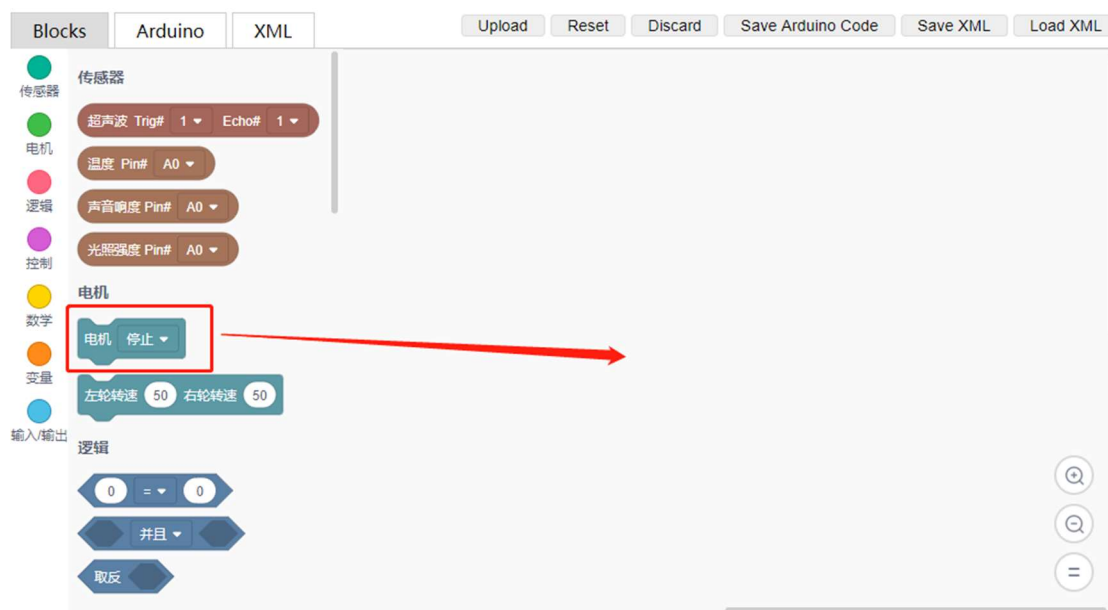 Blocks Arduino XML Upload Reset Discard Save Arduino Code Save XML Load XML
传感器
电机
逻辑
控制
数学
变量
输入/输出
传感器
超声波 Trig# 1 Echo# 1
温度 Pin# A0
声音响度 Pin# A0
光照强度 Pin# A0
电机
电机 停止
左轮转速 50 右轮转速 50
逻辑
0 = 0
并且
取反